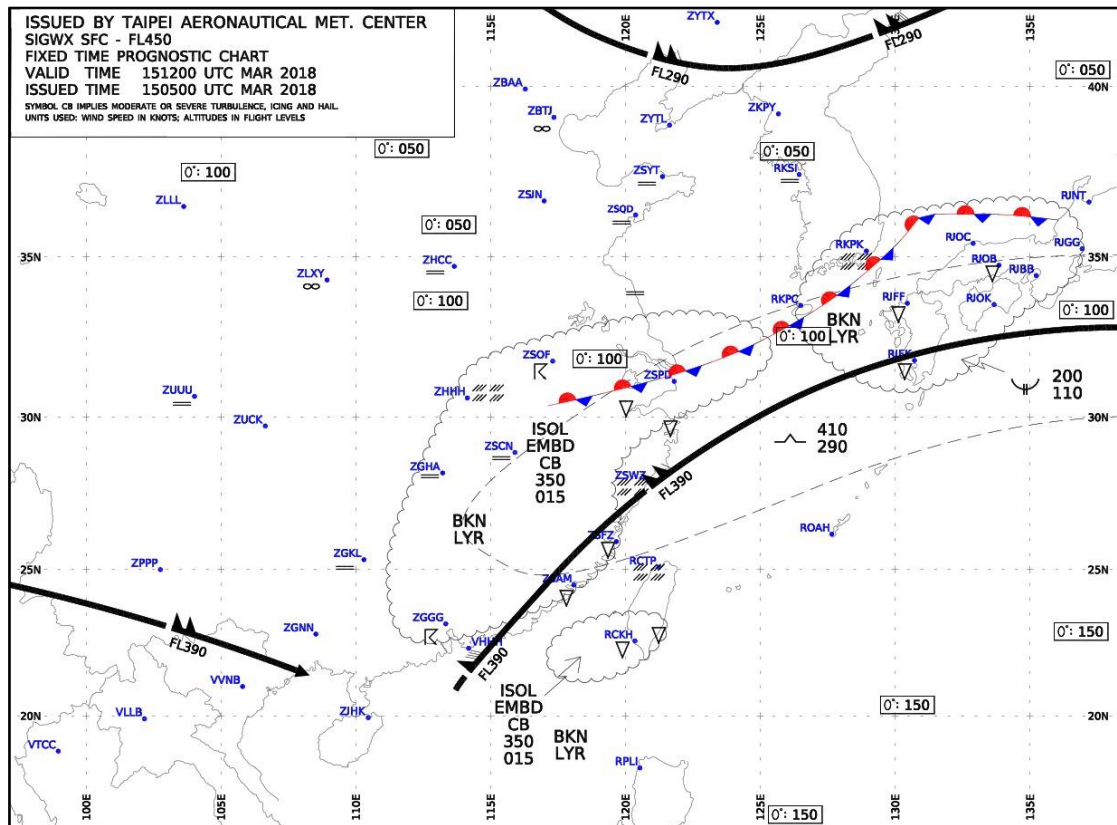 ISSUED BY TAIPEI AERONAUTICAL MET. CENTER
SIGWX SFC - FL450
FIXED TIME PROGNOSTIC CHART
VALID TIME 151200 UTC MAR 2018
ISSUED TIME 150500 UTC MAR 2018
SYMBOL CB IMPLIES MODERATE OR SEVERE TURBULENCE, ICING AND HAIL.
UNITS USED: WIND SPEED IN KNOTS; ALTITUDES IN FLIGHT LEVELS
115E
120E
125E
130E
135E
ZYTX
FL290
FL290
0°: 050
40N
40N
ZBAA
ZBTJ
ZYTL
ZKPY
0°: 050
0°: 050
0°: 100
ZSYT
RKSI
ZLLL
ZSJN
ZSQD
RJNT
0°: 050
RKPK
RJOC
RJGG
35N
35N
ZLXY
ZHCC
RJOB
RJBB
0°: 100
RKPC
RJFF
RJOK
0°: 100
BKN
LYR
0°: 100
0°: 100
ZSOF
ZSPD
RJFK
200
110
ZUUU
ZHHH
30N
30N
ZUCK
ISOL
EMBD
CB
350
015
410
290
ZSCN
ZGHA
ZSWZ
FL390
BKN
LYR
ROAH
ZSFZ
ZGKL
RCTP
25N
25N
ZPPP
ZSAM
ZGGG
ZGNN
0°: 150
FL390
VHHH
RCKH
FL390
VVNB
ISOL
EMBD
CB
350
015
0°: 150
20N
20N
VLLB
ZJHK
BKN
LYR
VTCC
RPLI
100E
105E
110E
115E
120E
125E
130E
135E
0°: 150